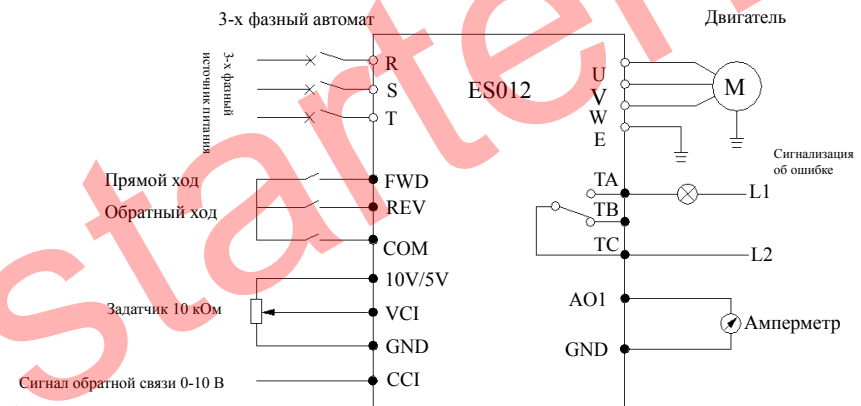 3-х фазный автомат
Двигатель
3-х фазный
источник питания
R
S
T
ES012
U
V
W
E
M
Сигнализация
об ошибке
Прямой ход
FWD
Обратный ход
REV
COM
TA
L1
TB
TC
L2
10V/5V
Задатчик 10 кОм
VCI
GND
AO1
Амперметр
GND
Сигнал обратной связи 0-10 В
CCI